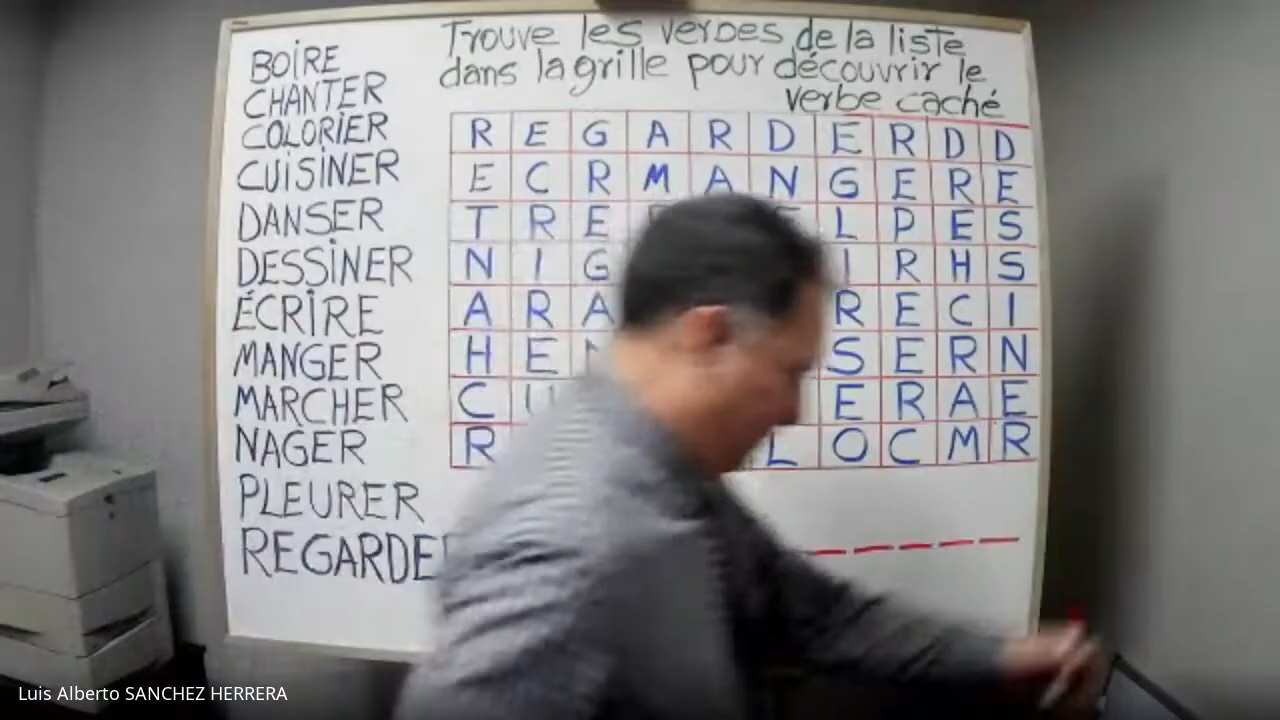 Trouve les verbes de la liste
dans la grille pour découvrir le
verbe caché
BOIRE
CHANTER
COLORIER
CUISINER
DANSER
DESSINER
ÉCRIRE
MANGER
MARCHER
NAGER
PLEURER
REGARDE
R E G A R D E R D D
E C R M A N G E R E
T R E L P E S
N I G I R H S
A R A R E C I
H E S E R N
C U E R A E
R L O C M R
Luis Alberto SANCHEZ HERRERA